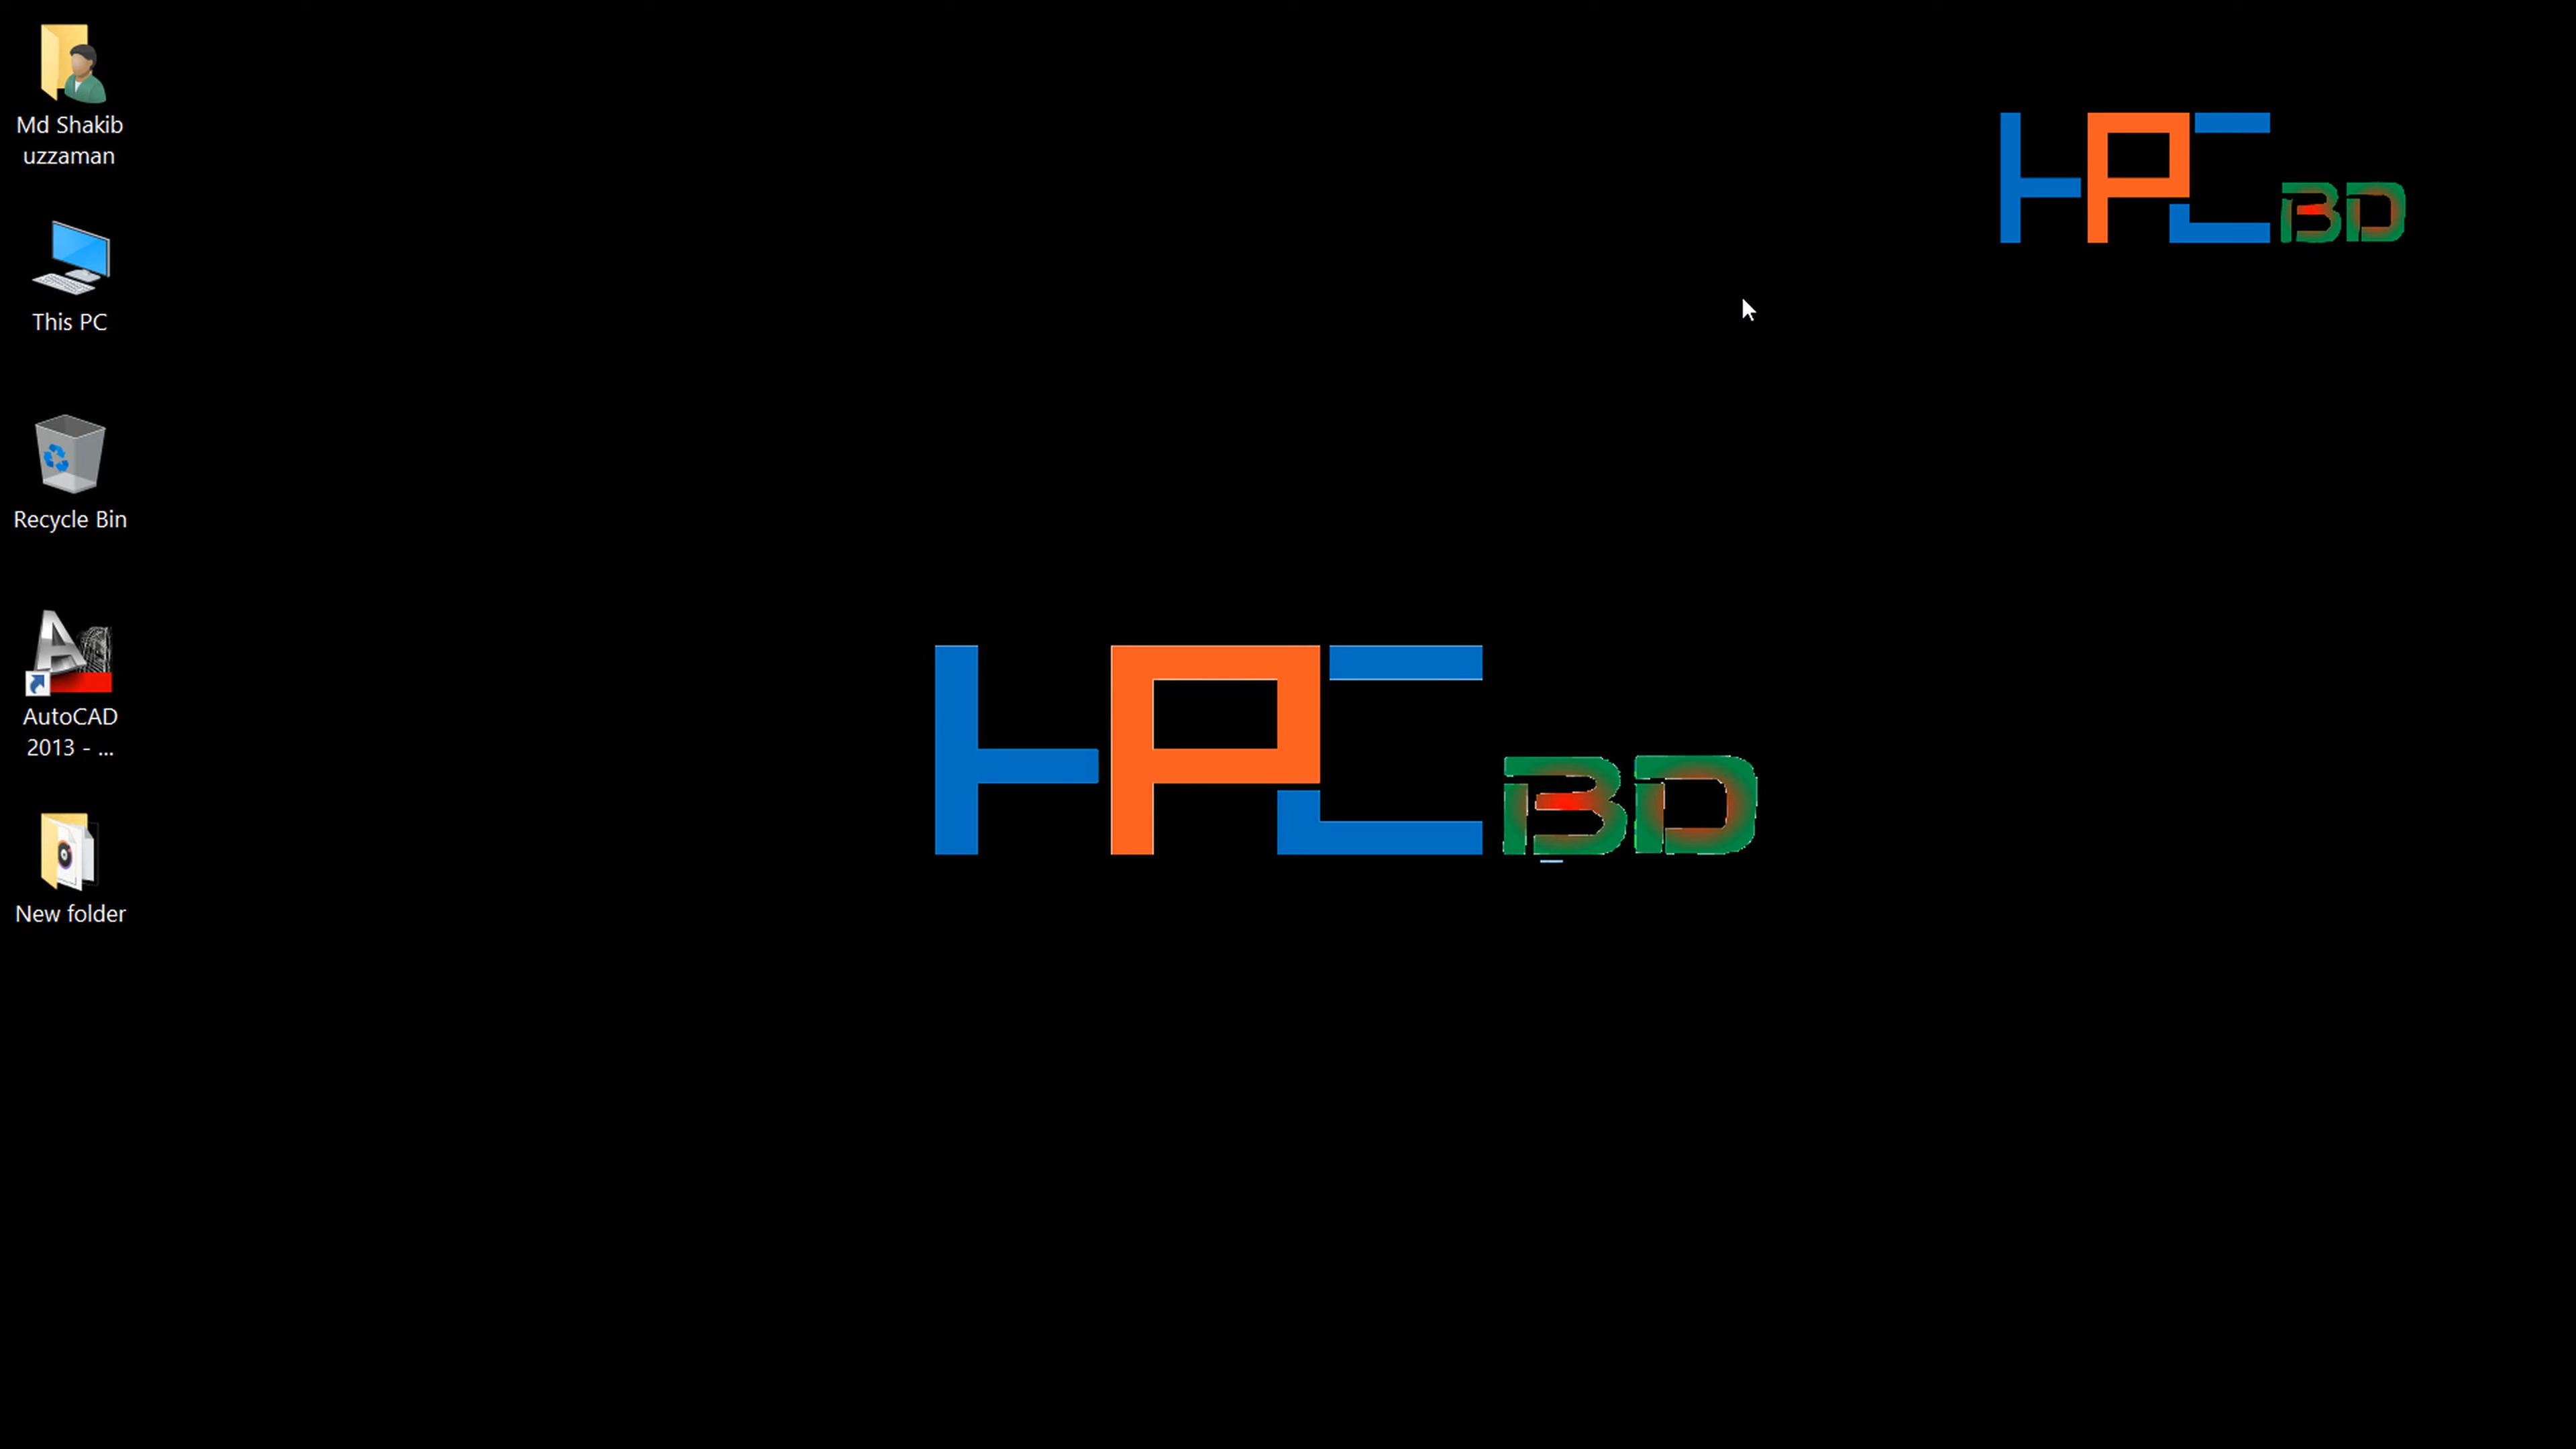 Md Shakib
uzzaman
This PC
Recycle Bin
AutoCAD
2013 - ...
New folder
HPC BD
HPC BD